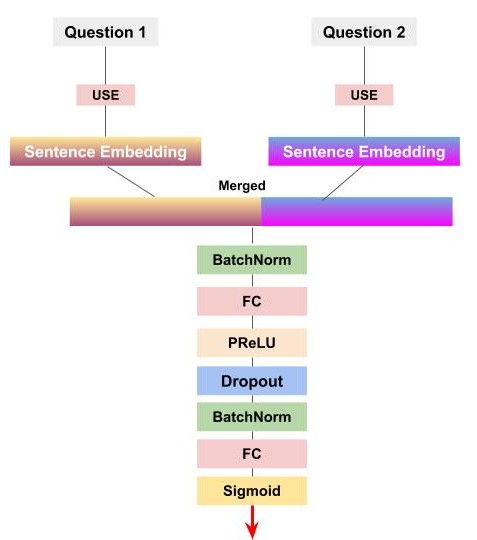 Question 1
Question 2
USE
USE
Sentence Embedding
Sentence Embedding
Merged
BatchNorm
FC
PReLU
Dropout
BatchNorm
FC
Sigmoid